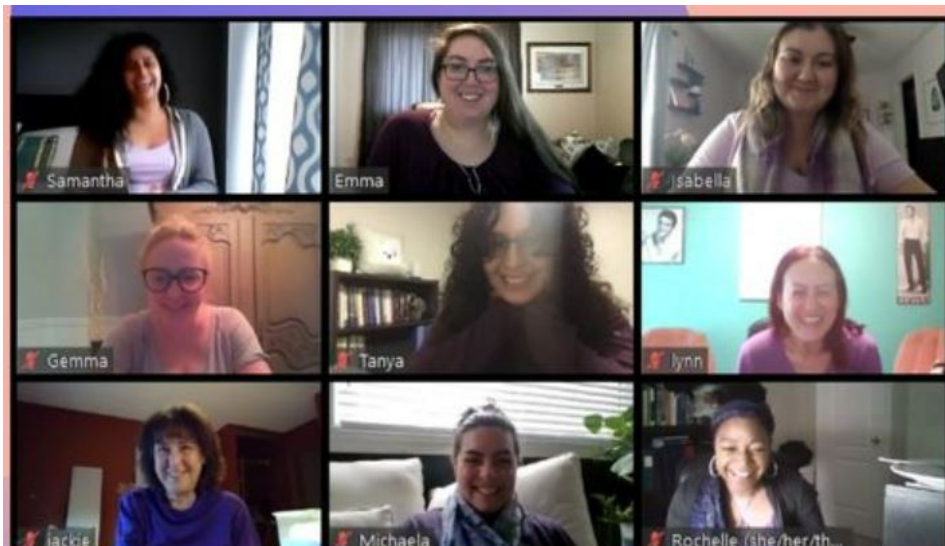 Samantha
Emma
Isabella
Gemma
Tanya
lynn
jackie
Michaela
Rochelle (she/her/th...